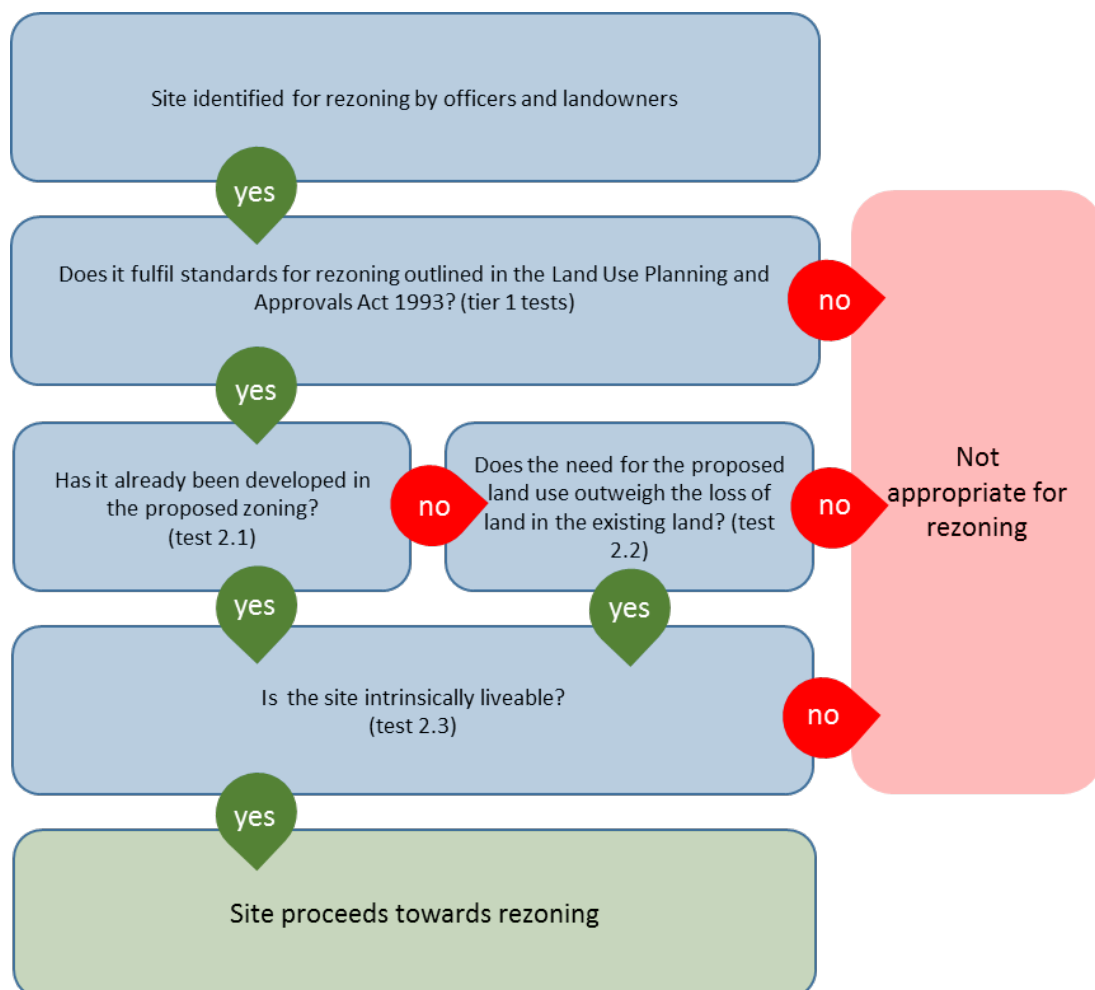 Site identified for rezoning by officers and landowners
yes
Does it fulfil standards for rezoning outlined in the Land Use Planning and
Approvals Act 1993? (tier 1 tests)
no
yes
Has it already been developed in
the proposed zoning?
(test 2.1)
no
Does the need for the proposed
land use outweigh the loss of
land in the existing land? (test
2.2)
no
Not
appropriate for
rezoning
yes
yes
Is the site intrinsically liveable?
(test 2.3)
no
yes
Site proceeds towards rezoning